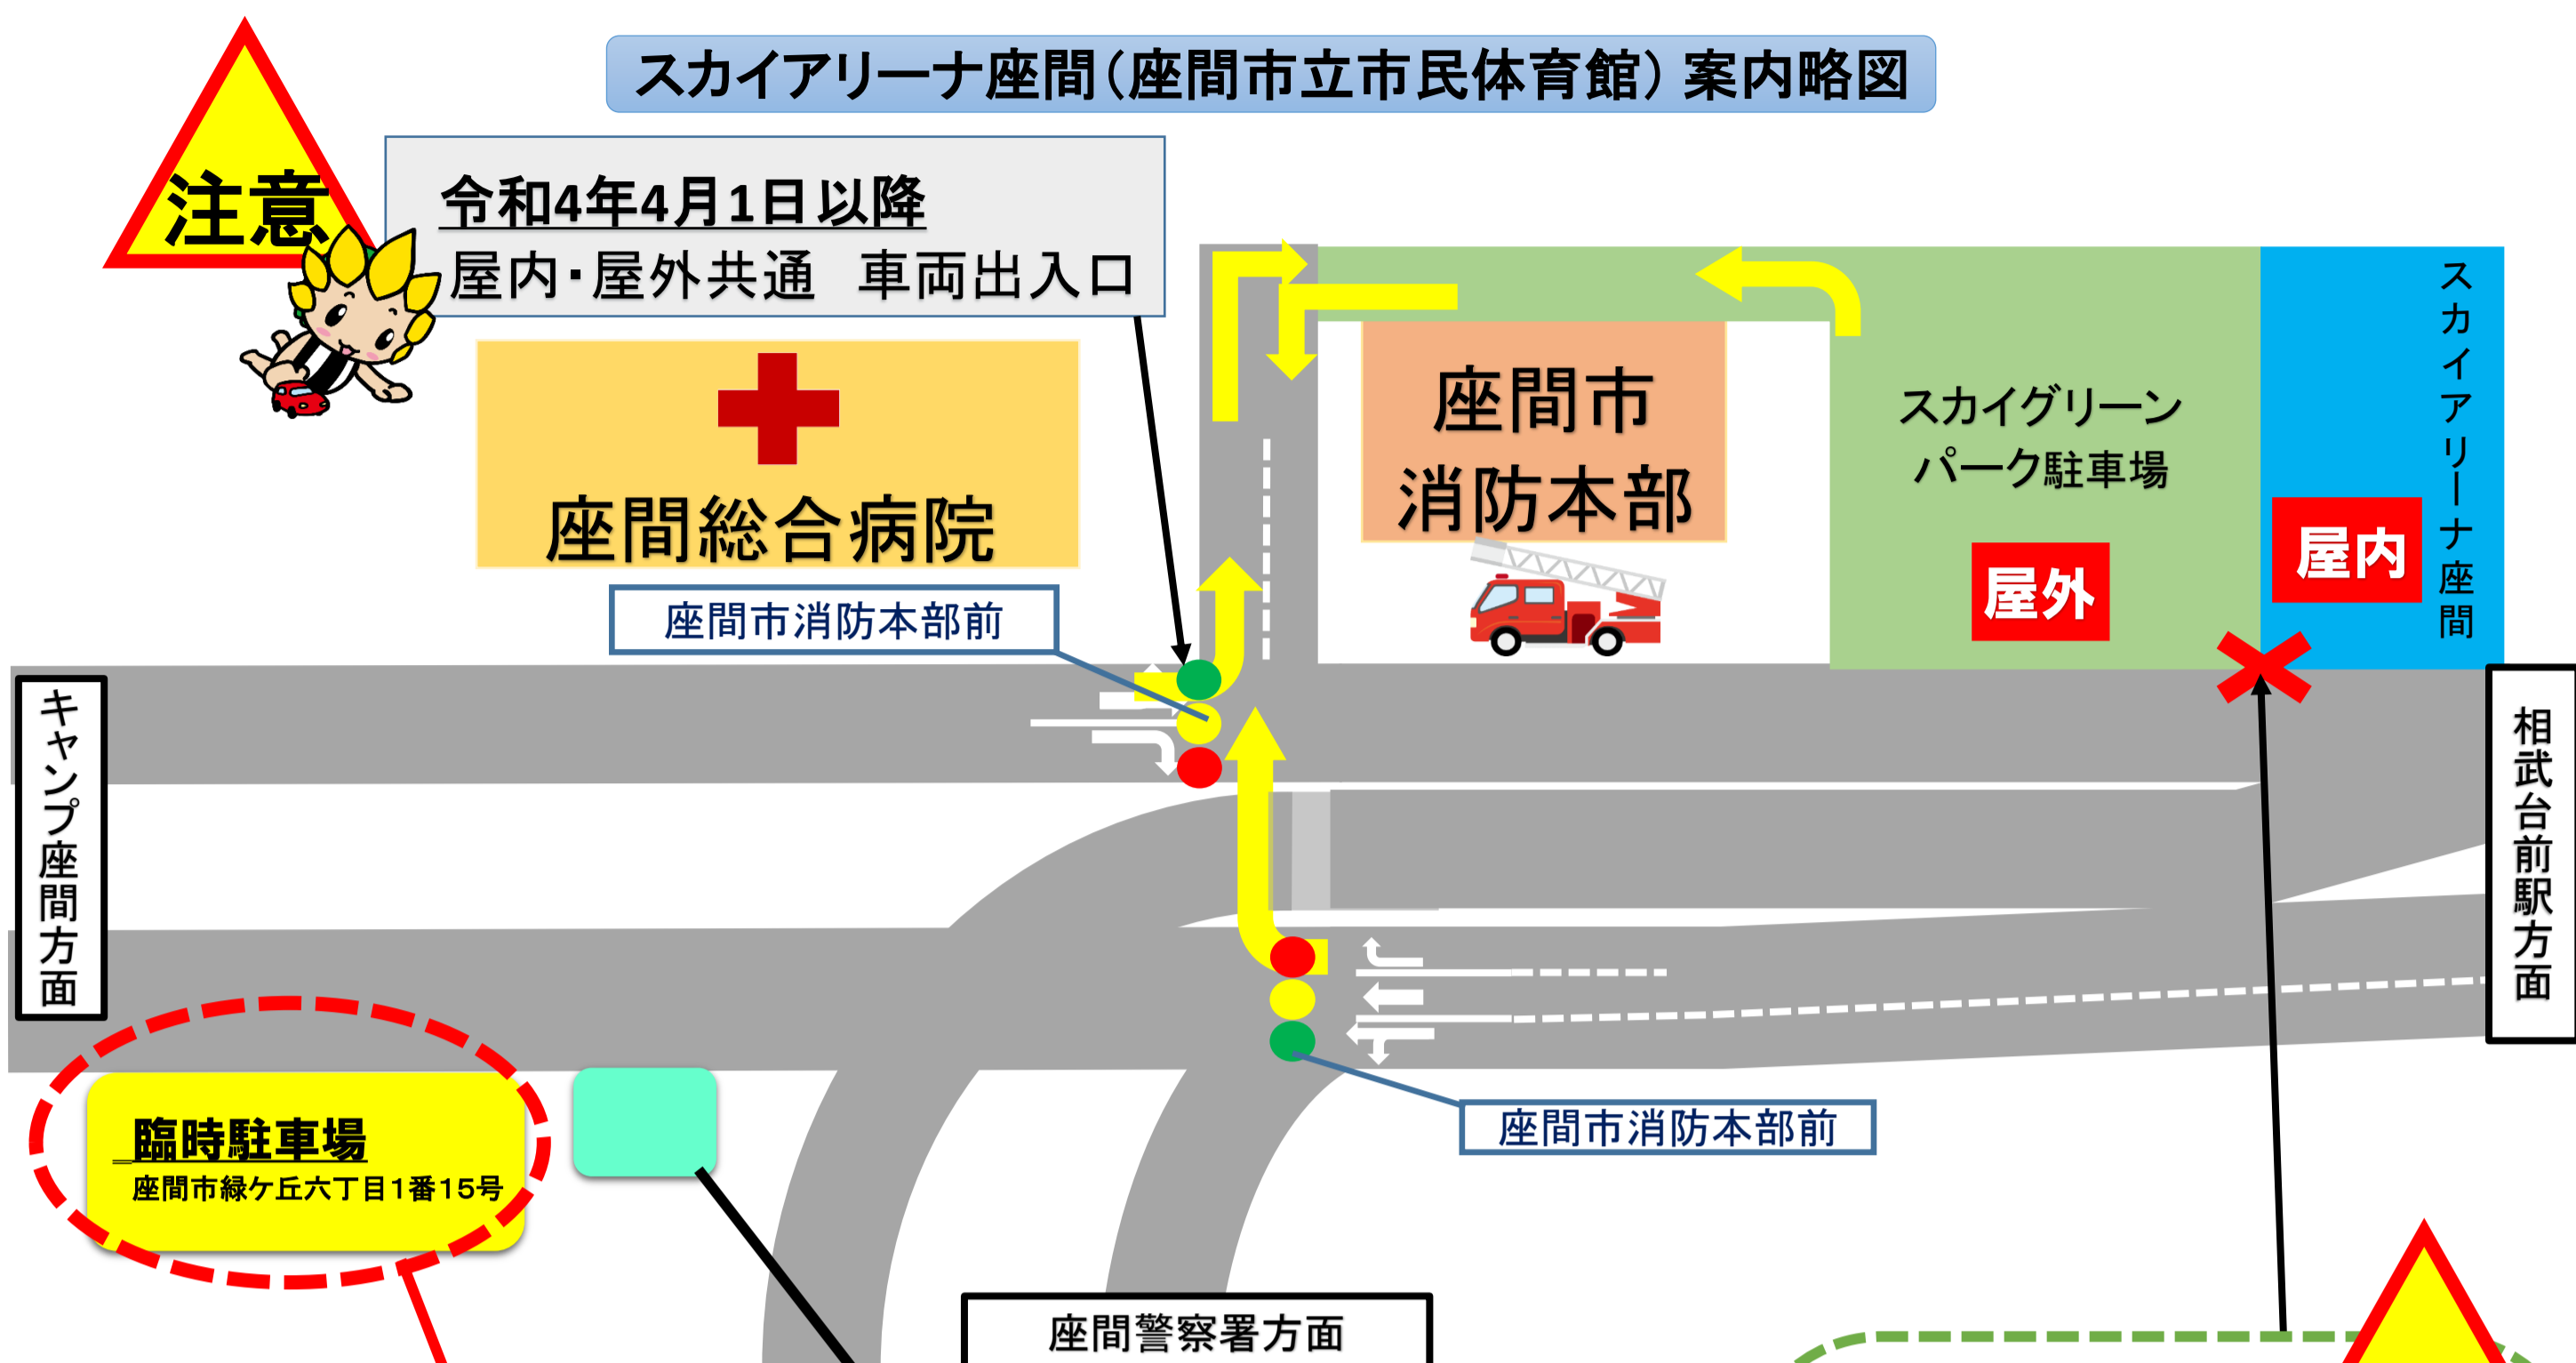 スカイアリーナ座間（座間市立市民体育館）案内略図
注意
令和4年4月1日以降
屋内・屋外共通　車両出入口
座間総合病院
座間市消防本部前
座間市
消防本部
スカイグリーン
パーク駐車場
屋外
屋内
スカイアリーナ座間
キャンプ座間方面
相武台前駅方面
座間市消防本部前
臨時駐車場
座間市緑ケ丘六丁目1番15号
座間警察署方面